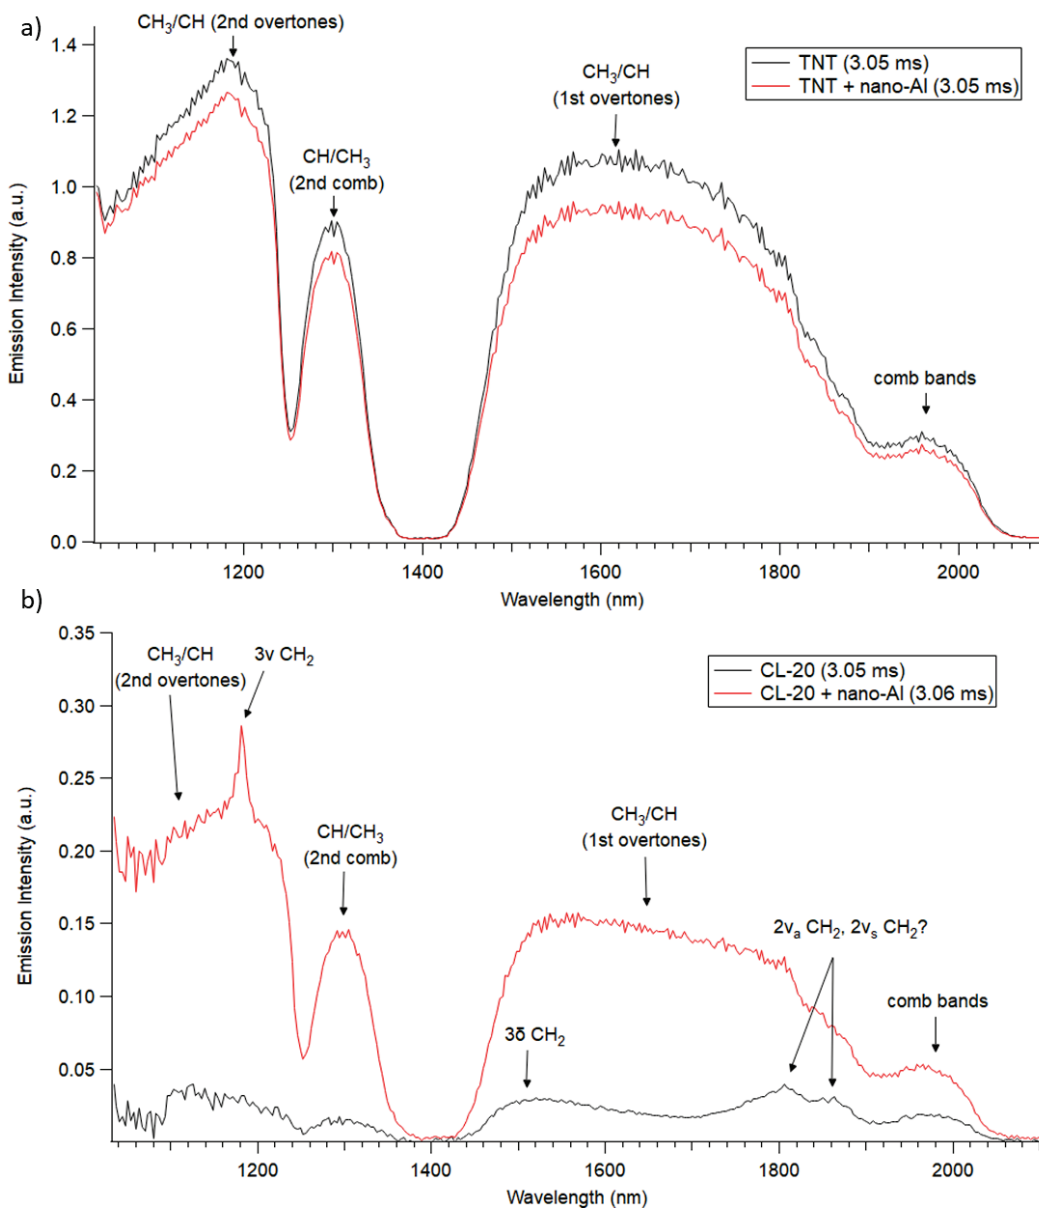 a)
CH₃/CH (2nd overtones)
TNT (3.05 ms)
TNT + nano-Al (3.05 ms)
CH₃/CH
(1st overtones)
CH/CH₃
(2nd comb)
comb bands
1.4
1.2
1.0
0.8
0.6
0.4
0.2
0.0
Emission Intensity (a.u.)
1200
1400
1600
1800
2000
Wavelength (nm)
b)
CH₃/CH
(2nd overtones)
3v CH₂
CL-20 (3.05 ms)
CL-20 + nano-Al (3.06 ms)
CH/CH₃
(2nd comb)
CH₃/CH
(1st overtones)
2vₐ CH₂, 2vₛ CH₂?
3δ CH₂
comb bands
0.35
0.30
0.25
0.20
0.15
0.10
0.05
Emission Intensity (a.u.)
1200
1400
1600
1800
2000
Wavelength (nm)